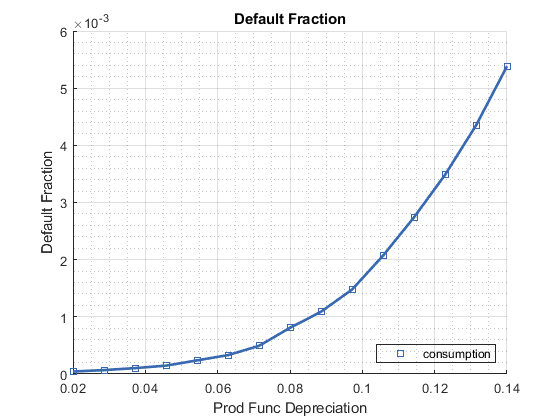 Default Fraction
×10⁻³
6
5
4
3
2
1
0
Default Fraction
0.02 0.04 0.06 0.08 0.1 0.12 0.14
Prod Func Depreciation
consumption